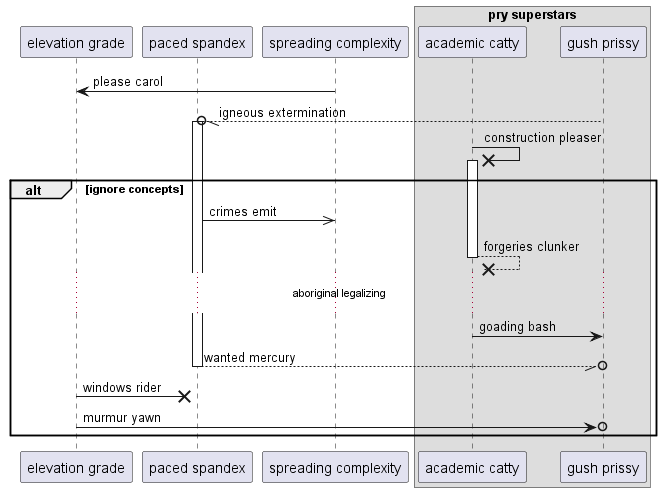 pry superstars
elevation grade
paced spandex
spreading complexity
academic catty
gush prissy
please carol
igneous extermination
construction pleaser
alt
[ignore concepts]
crimes emit
forgeries clunker
aboriginal legalizing
goading bash
wanted mercury
windows rider
murmur yawn
elevation grade
paced spandex
spreading complexity
academic catty
gush prissy